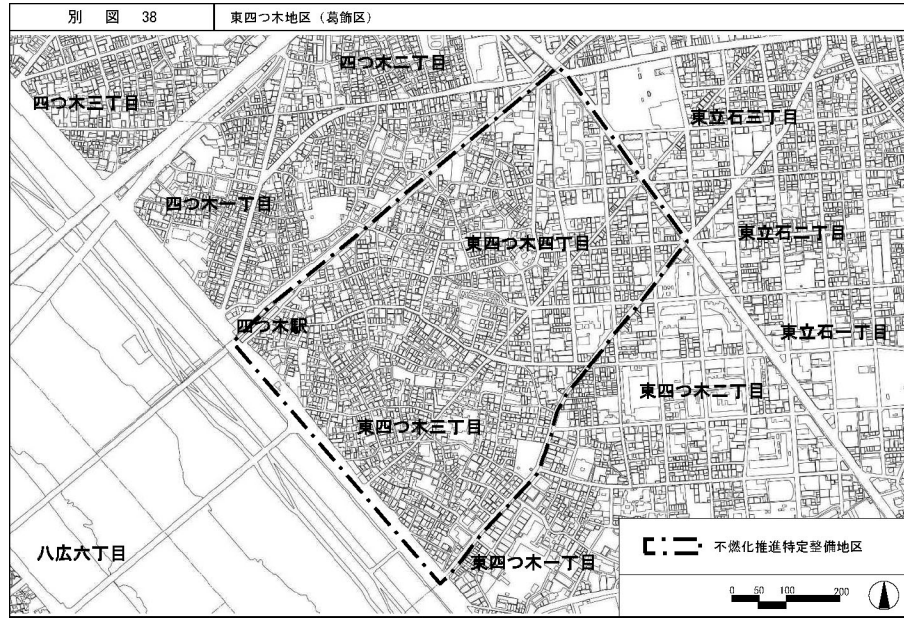 別 図 38
東四つ木地区（葛飾区）
四つ木二丁目
四つ木三丁目
東立石三丁目
四つ木一丁目
東四つ木四丁目
東立石二丁目
四つ木駅
東立石一丁目
東四つ木二丁目
東四つ木三丁目
八広六丁目
東四つ木一丁目
不燃化推進特定整備地区
0 50 100 200